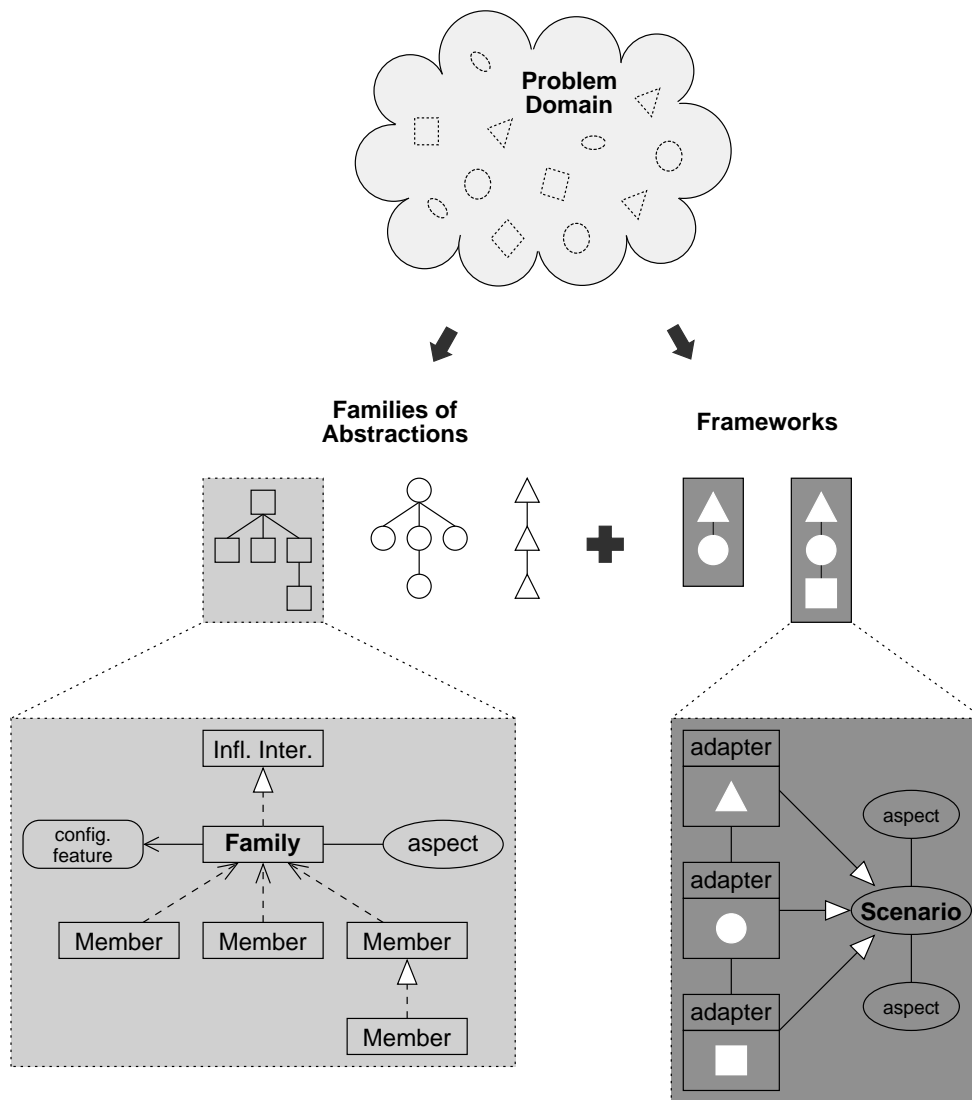 Problem
Domain
Families of
Abstractions
Frameworks
Infl. Inter.
config.
feature
Family
aspect
Member
Member
Member
Member
adapter
adapter
adapter
aspect
Scenario
aspect